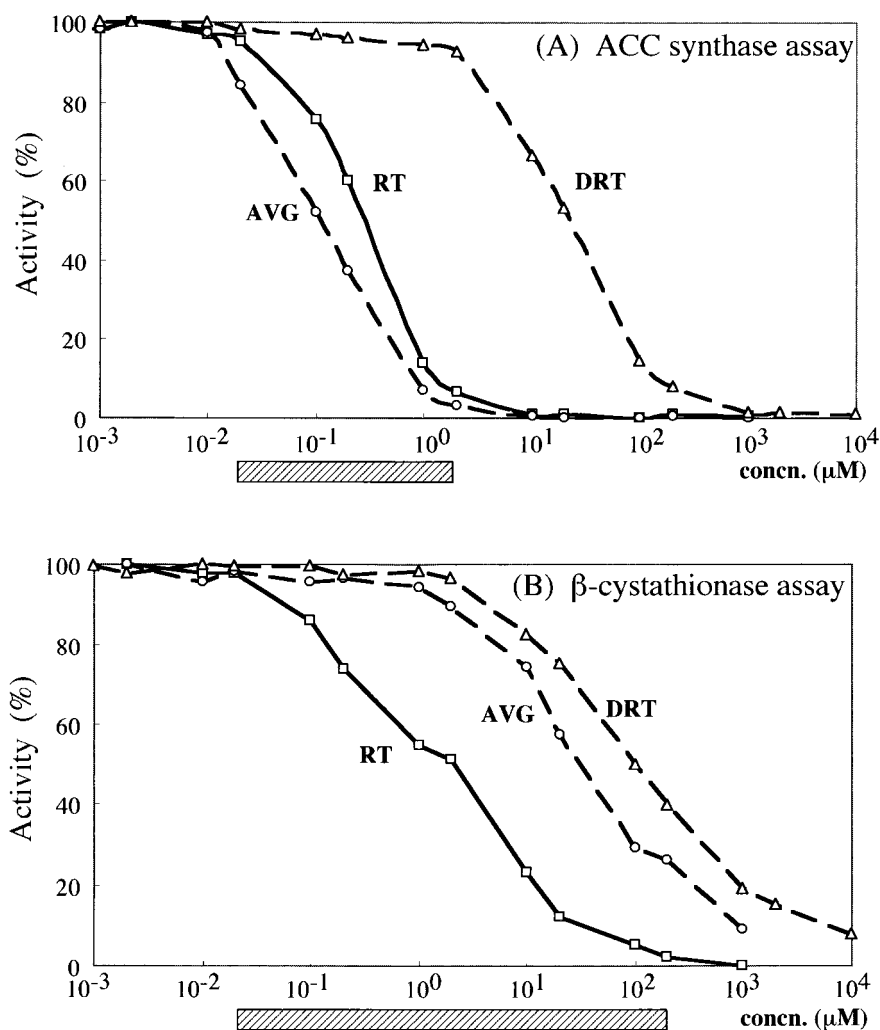 100
(A) ACC synthase assay
80
60
40
20
0
Activity (%)
RT
DRT
AVG
10⁻³ 10⁻² 10⁻¹ 10⁰ 10¹ 10² 10³ 10⁴
concn. (μM)
100
(B) β-cystathionase assay
80
60
40
20
0
Activity (%)
AVG
DRT
RT
10⁻³ 10⁻² 10⁻¹ 10⁰ 10¹ 10² 10³ 10⁴
concn. (μM)